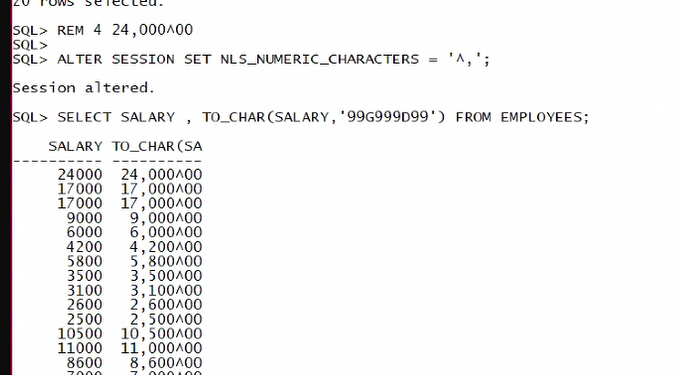 20 rows selected.
SQL> REM 4 24,000^00
SQL>
SQL> ALTER SESSION SET NLS_NUMERIC_CHARACTERS = '^,';
Session altered.
SQL> SELECT SALARY , TO_CHAR(SALARY,'99G999D99') FROM EMPLOYEES;
SALARY TO_CHAR(SA
---------- ----------
24000 24,000^00
17000 17,000^00
17000 17,000^00
9000 9,000^00
6000 6,000^00
4200 4,200^00
5800 5,800^00
3500 3,500^00
3100 3,100^00
2600 2,600^00
2500 2,500^00
10500 10,500^00
11000 11,000^00
8600 8,600^00